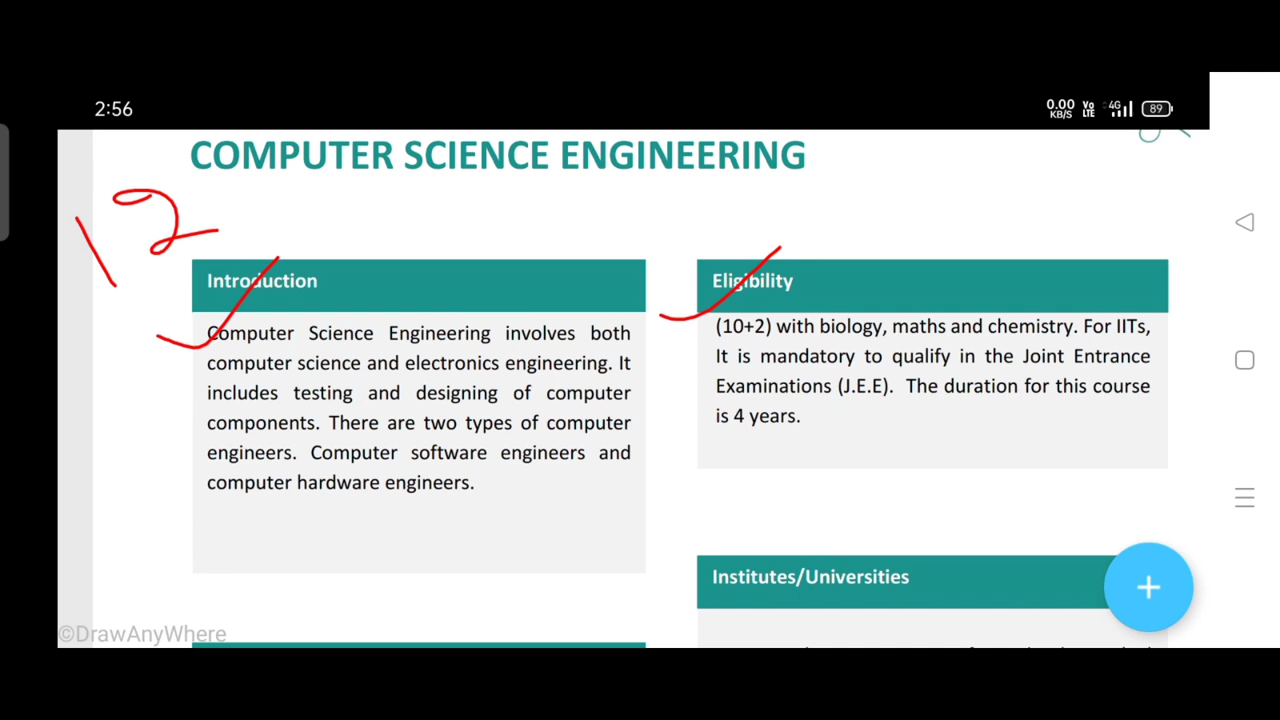 2:56
0.00 KB/S Vo LTE 4G 89
COMPUTER SCIENCE ENGINEERING
12
Introduction
Computer Science Engineering involves both
computer science and electronics engineering. It
includes testing and designing of computer
components. There are two types of computer
engineers. Computer software engineers and
computer hardware engineers.
Eligibility
(10+2) with biology, maths and chemistry. For IITs,
It is mandatory to qualify in the Joint Entrance
Examinations (J.E.E). The duration for this course
is 4 years.
Institutes/Universities
©DrawAnyWhere